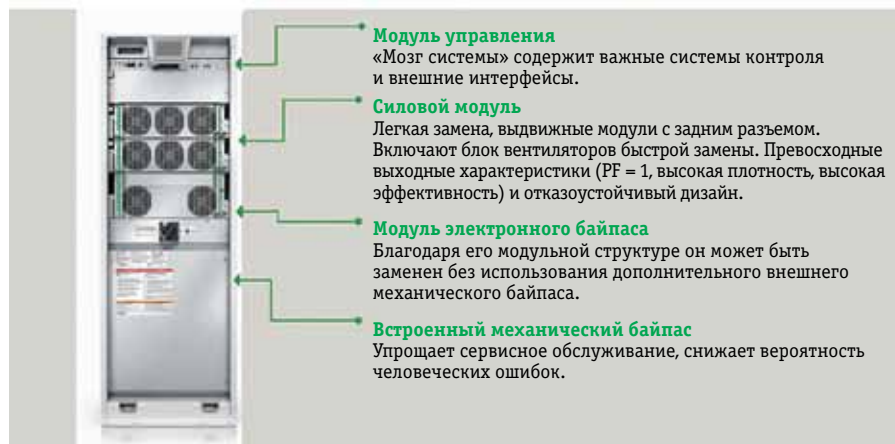 Модуль управления
«Мозг системы» содержит важные системы контроля
и внешние интерфейсы.
Силовой модуль
Легкая замена, выдвижные модули с задним разъемом.
Включают блок вентиляторов быстрой замены. Превосходные
выходные характеристики (PF = 1, высокая плотность, высокая
эффективность) и отказоустойчивый дизайн.
Модуль электронного байпаса
Благодаря его модульной структуре он может быть
заменен без использования дополнительного внешнего
механического байпаса.
Встроенный механический байпас
Упрощает сервисное обслуживание, снижает вероятность
человеческих ошибок.